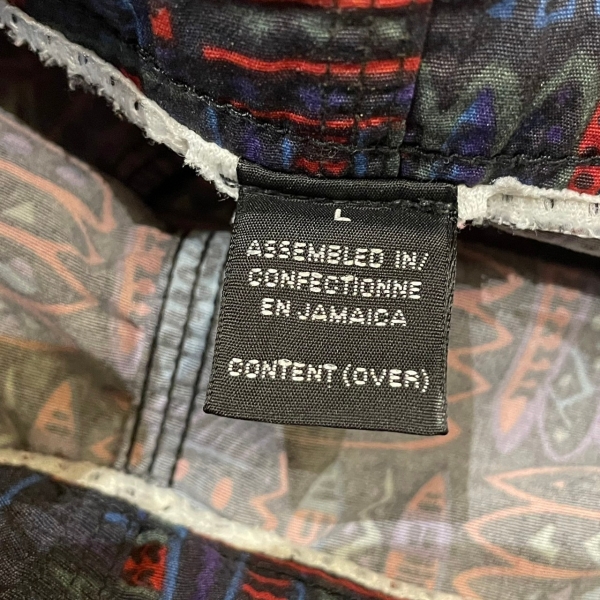 L
ASSEMBLED IN/
CONFECTIONNE
EN JAMAICA
CONTENT (OVER)